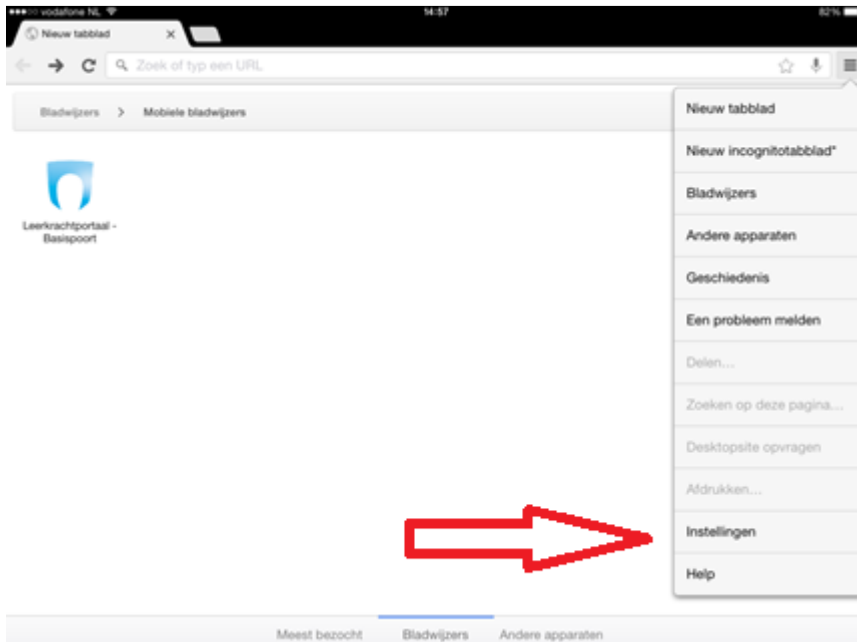 vodafone NL
14:57
82%
Nieuw tabblad
Zoek of typ een URL
Bladwijzers > Mobiele bladwijzers
Leerkrachtportaal -
Basispoort
Nieuw tabblad
Nieuw incognitotabblad*
Bladwijzers
Andere apparaten
Geschiedenis
Een probleem melden
Delen...
Zoeken op deze pagina...
Desktopsite opvragen
Afdrukken...
Instellingen
Help
Meest bezocht
Bladwijzers
Andere apparaten